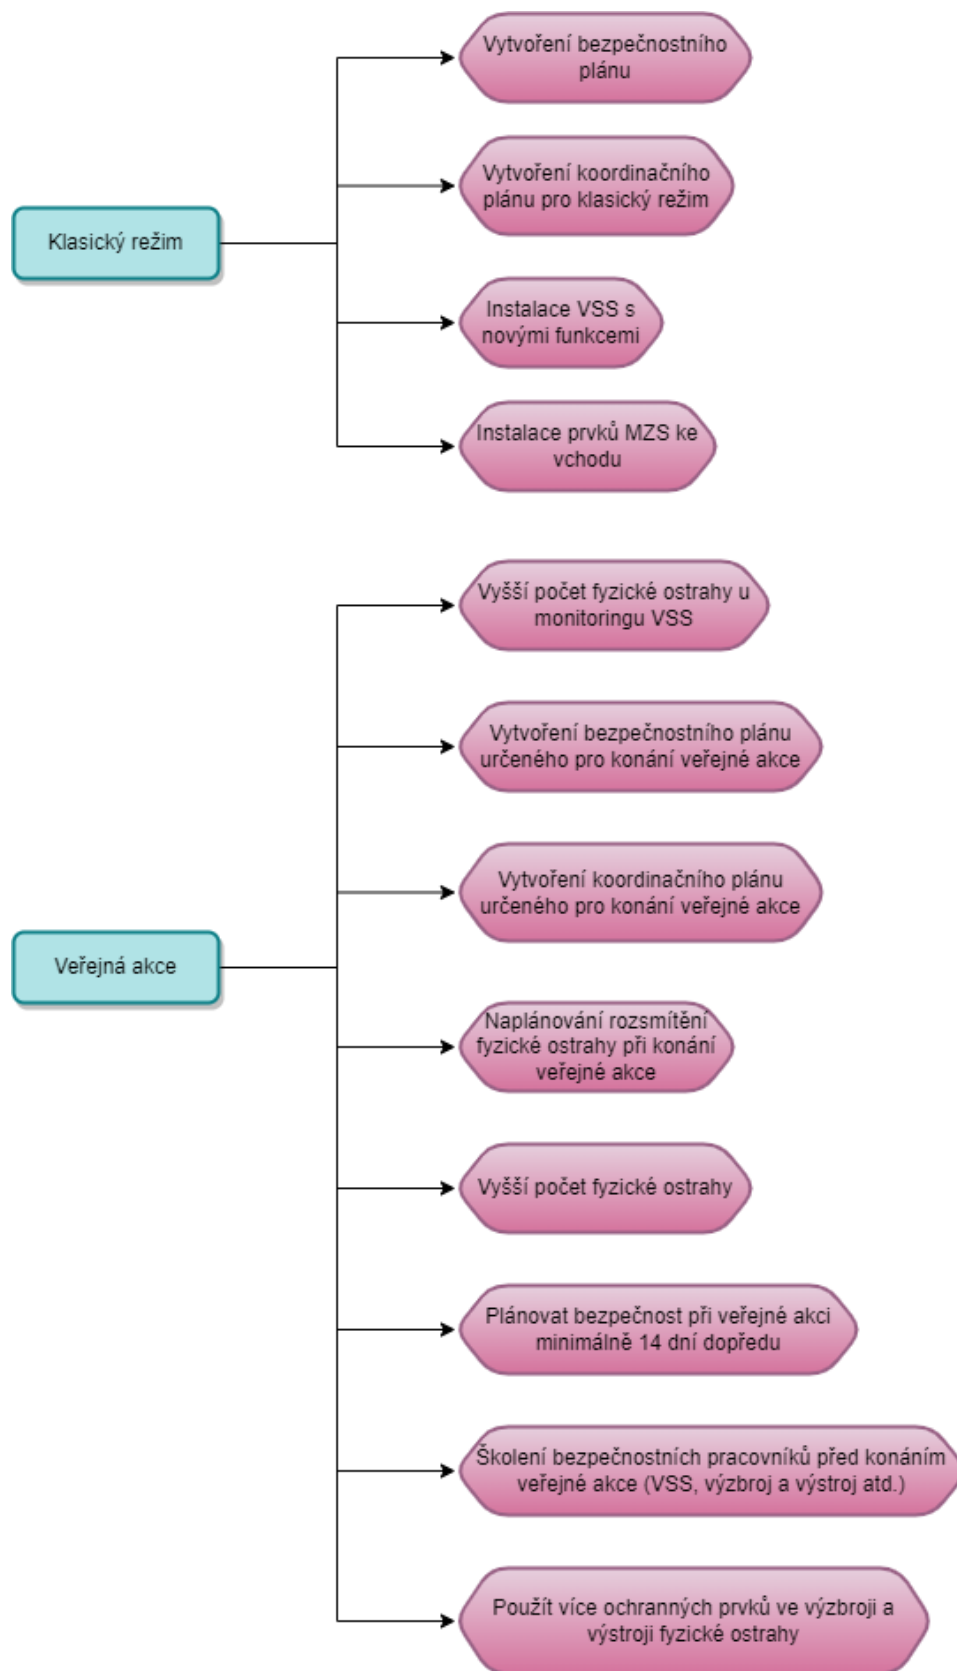 Vytvoření bezpečnostního
plánu
Vytvoření koordinačního
plánu pro klasický režim
Klasický režim
Instalace VSS s
novými funkcemi
Instalace prvků MZS ke
vchodu
Vyšší počet fyzické ostrahy u
monitoringu VSS
Vytvoření bezpečnostního plánu
určeného pro konání veřejné akce
Vytvoření koordinačního plánu
určeného pro konání veřejné akce
Veřejná akce
Naplánování rozsmítění
fyzické ostrahy při konání
veřejné akce
Vyšší počet fyzické ostrahy
Plánovat bezpečnost při veřejné akci
minimálně 14 dní dopředu
Školení bezpečnostních pracovníků před konáním
veřejné akce (VSS, výzbroj a výstroj atd.)
Použít více ochranných prvků ve výzbroji a
výstroji fyzické ostrahy